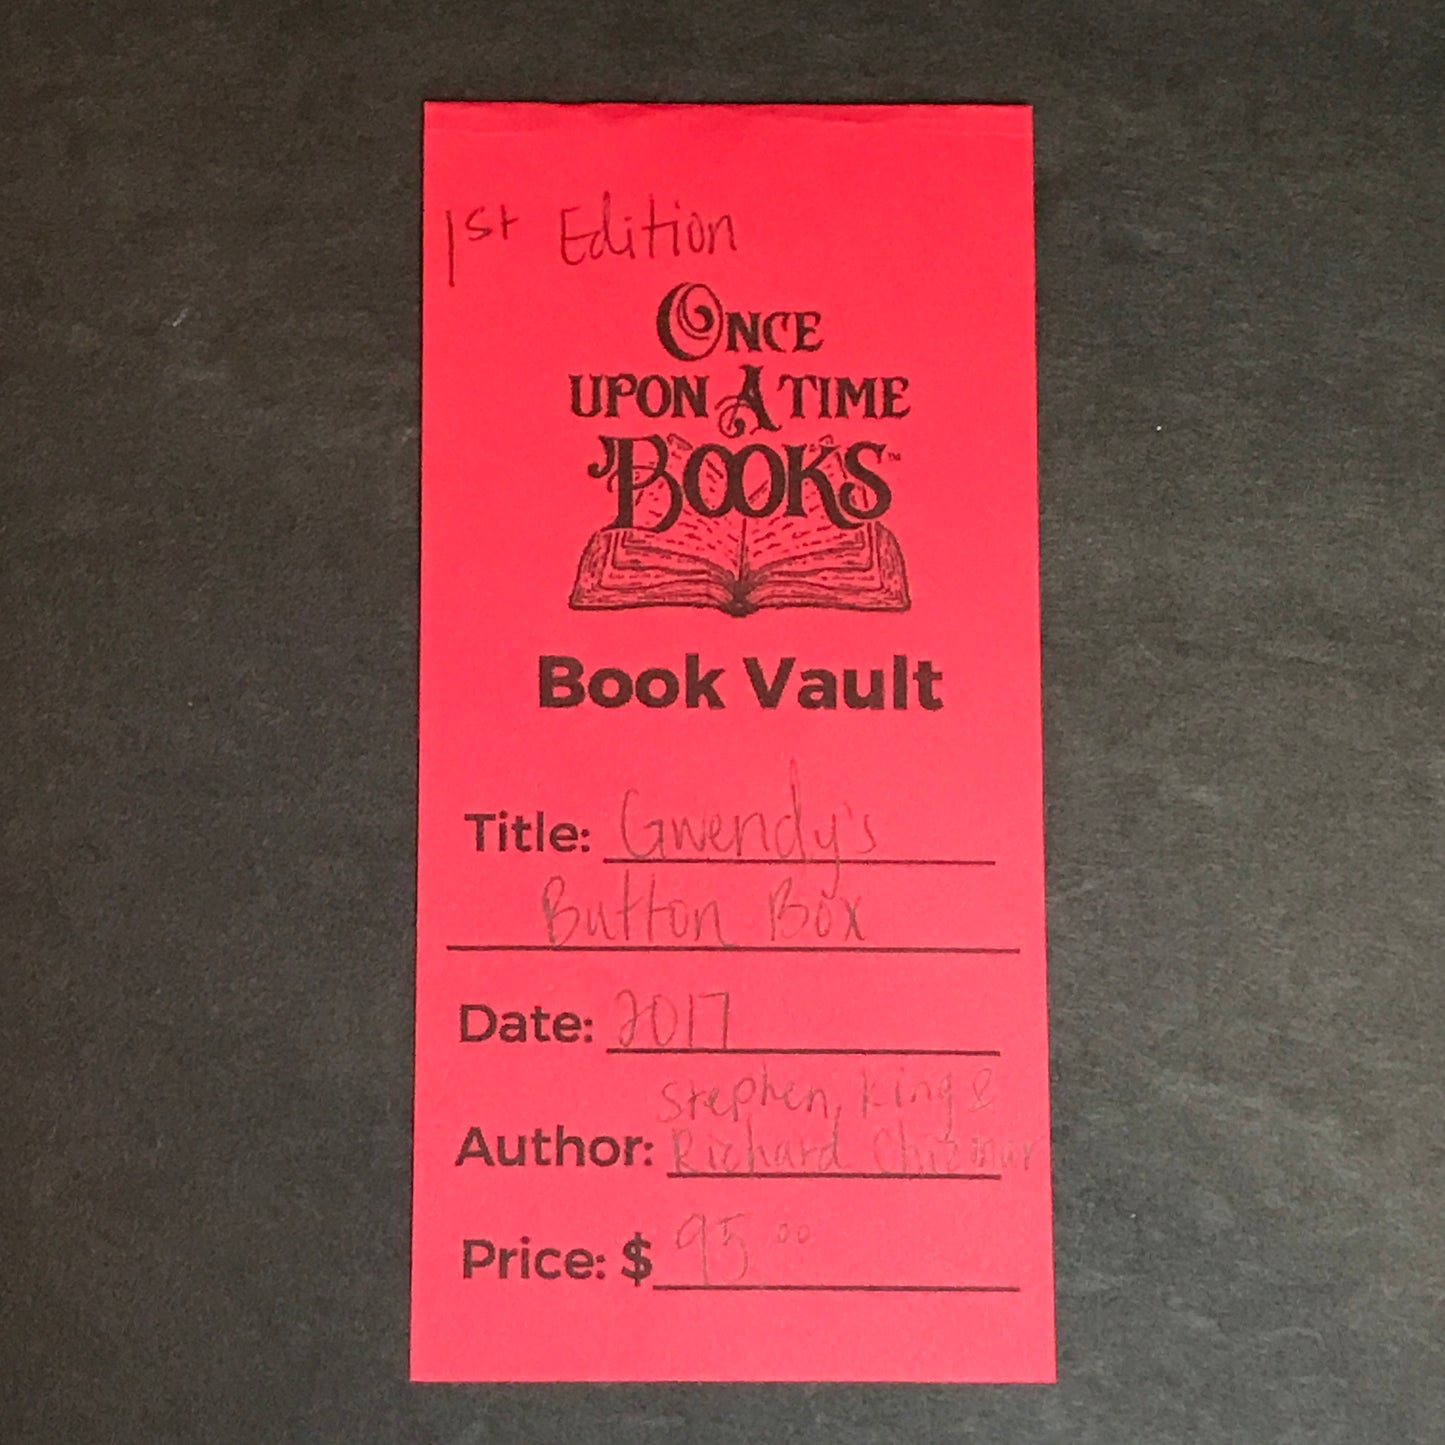 1st Edition
ONCE
UPON A TIME
BOOKS™
Book Vault
Title: Gwendy's
Button Box
Date: 2017
Stephen King &
Author: Richard Chizmar
Price: $ 95.00